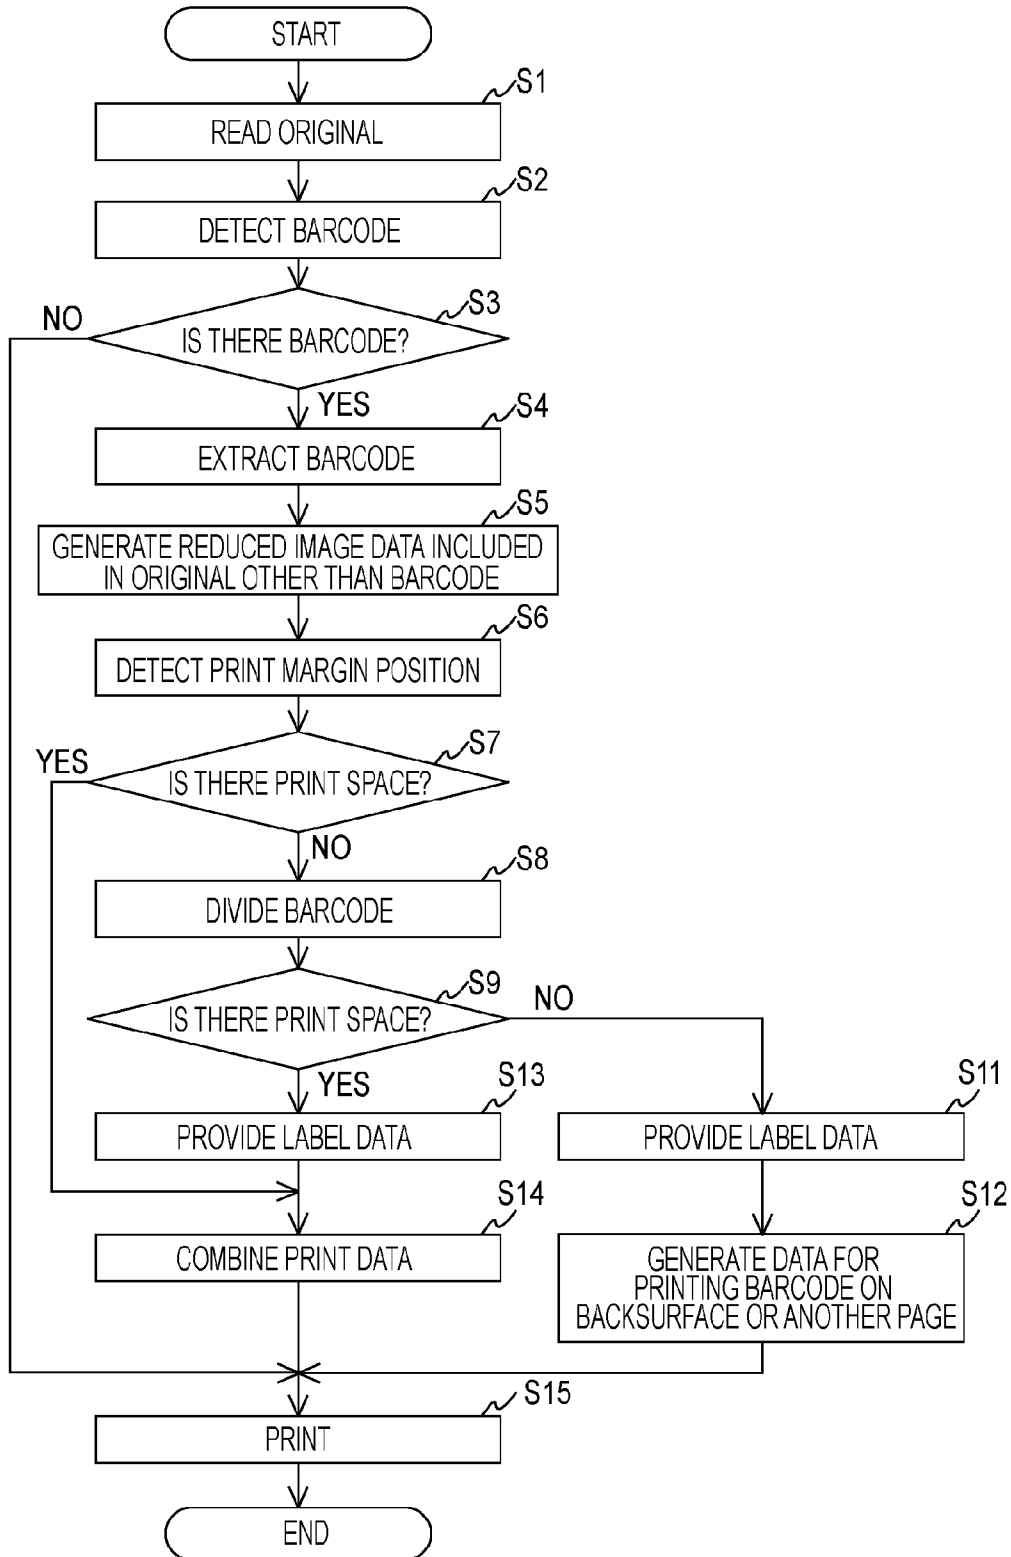 START
S1
READ ORIGINAL
S2
DETECT BARCODE
S3
NO
IS THERE BARCODE?
YES
S4
EXTRACT BARCODE
S5
GENERATE REDUCED IMAGE DATA INCLUDED
IN ORIGINAL OTHER THAN BARCODE
S6
DETECT PRINT MARGIN POSITION
S7
YES
IS THERE PRINT SPACE?
NO
S8
DIVIDE BARCODE
S9
NO
IS THERE PRINT SPACE?
YES
S13
PROVIDE LABEL DATA
S11
PROVIDE LABEL DATA
S14
COMBINE PRINT DATA
S12
GENERATE DATA FOR
PRINTING BARCODE ON
BACKSURFACE OR ANOTHER PAGE
S15
PRINT
END